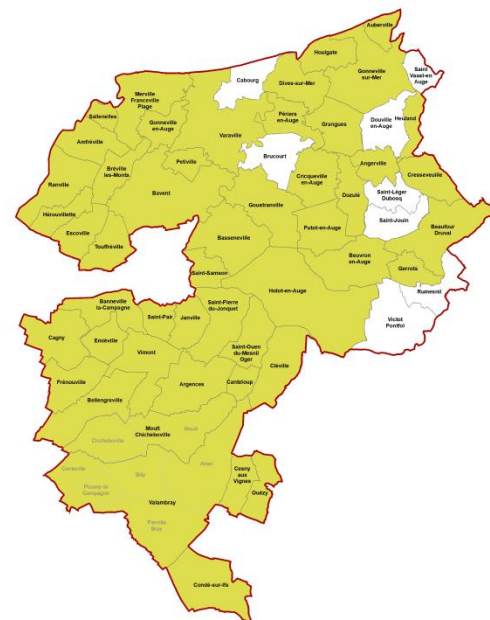 Auberville
Houlgate
Cabourg
Gonneville
sur-Mer
Saint
Vaast-en
Auge
Dives-sur-Mer
Merville
Franceville
Plage
Sallenelles
Gonneville
en-Auge
Périers
en-Auge
Grangues
Douville
en-Auge
Heuland
Varaville
Amfréville
Bréville
les-Monts
Petiville
Brucourt
Angerville
Cresseveuille
Cricqueville
en-Auge
Ranville
Bavent
Dozulé
Saint-Léger
Dubosq
Hérouvillette
Goustranville
Saint-Jouin
Escoville
Putot-en-Auge
Beaufour
Druval
Touffréville
Basseneville
Beuvron
en-Auge
Gerrots
Saint-Samson
Hotot-en-Auge
Rumesnil
Banneville
la-Campagne
Saint-Pair
Janville
Saint-Pierre
du-Jonquet
Victot
Pontfol
Cagny
Emiéville
Vimont
Saint-Ouen
du-Mesnil
Oger
Cléville
Frénouville
Argences
Canteloup
Bellengreville
Moult
Chicheboville
Moult
Chicheboville
Airan
Conteville
Billy
Cesny
aux
Vignes
Poussy-la
Campagne
Ouézy
Valambray
Fierville
Bray
Condé-sur-Ifs